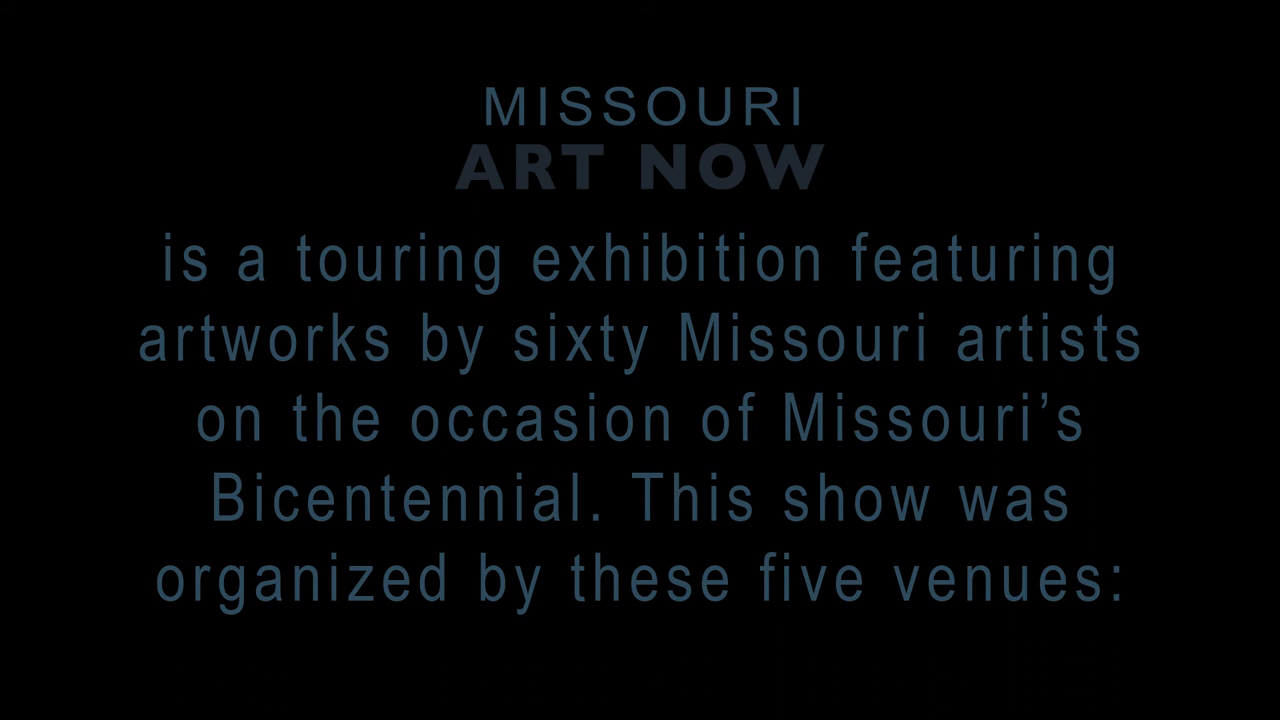 MISSOURI
ART NOW
is a touring exhibition featuring
artworks by sixty Missouri artists
on the occasion of Missouri’s
Bicentennial. This show was
organized by these five venues: